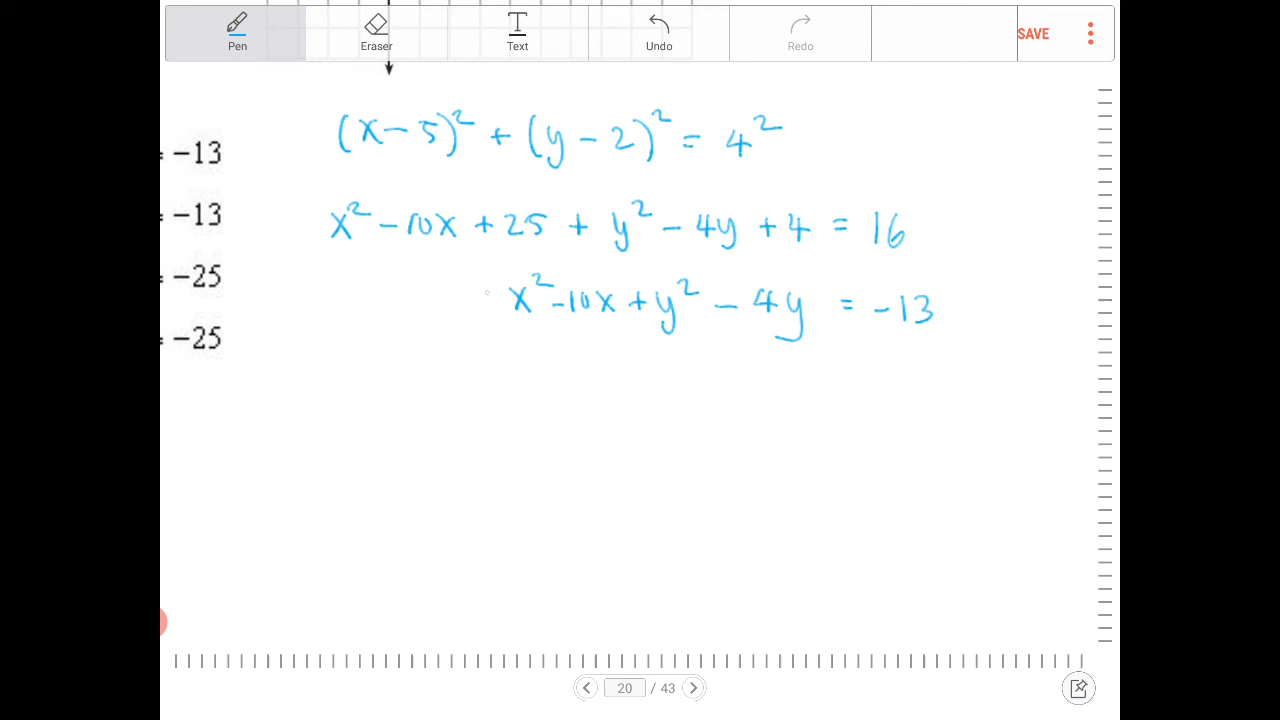 Pen Eraser Text Undo Redo SAVE
(x-5)² + (y-2)² = 4²
= -13
x² -10x +25 + y² -4y +4 = 16
= -13
x² -10x + y² - 4y = -13
= -25
= -25
20 / 43